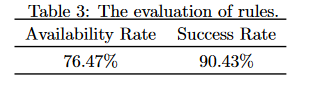 Table 3: The evaluation of rules.
Availability Rate Success Rate
76.47% 90.43%